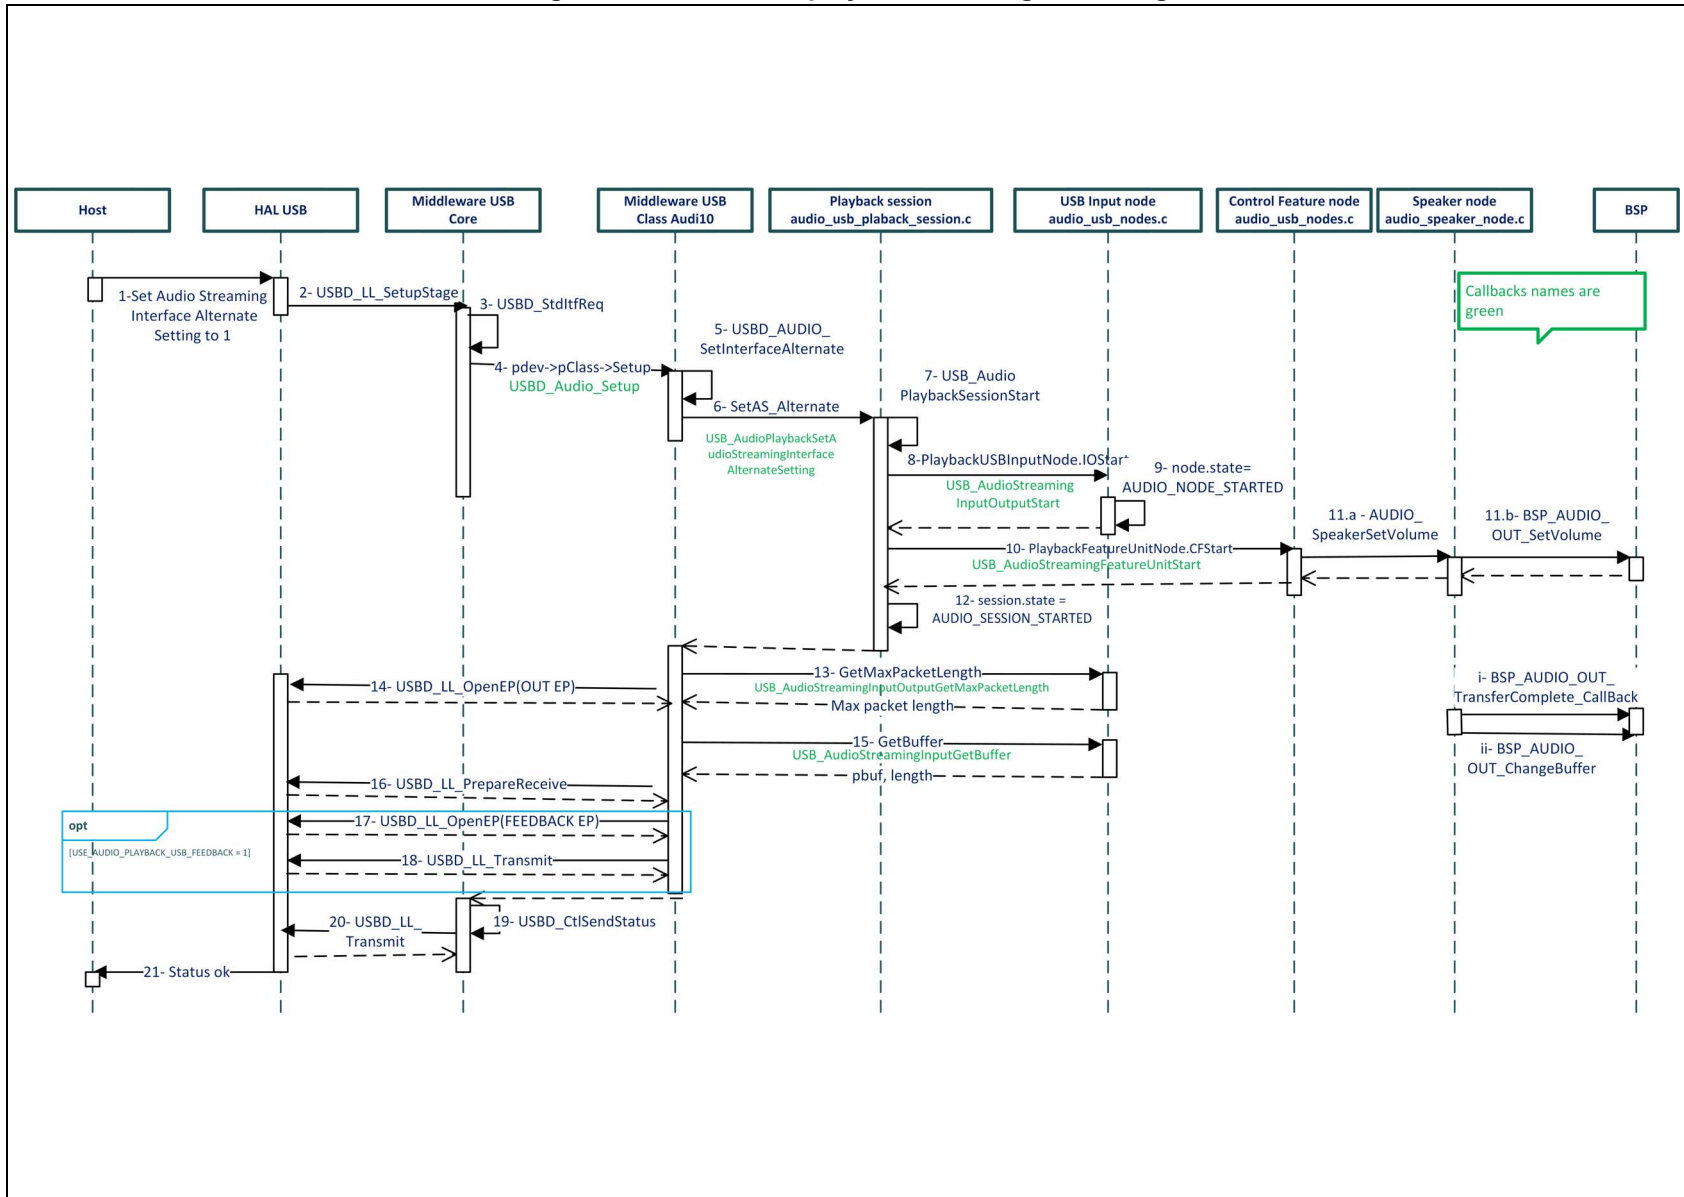 Host
HAL USB
Middleware USB
Core
Middleware USB
Class Audi10
Playback session
audio_usb_plaback_session.c
USB Input node
audio_usb_nodes.c
Control Feature node
audio_usb_nodes.c
Speaker node
audio_speaker_node.c
BSP
Callbacks names are
green
1-Set Audio Streaming
Interface Alternate
Setting to 1
2- USBD_LL_SetupStage
3- USBD_StdItfReq
4- pdev->pClass->Setup
USBD_Audio_Setup
5- USBD_AUDIO_
SetInterfaceAlternate
6- SetAS_Alternate
USB_AudioPlaybackSetA
udioStreamingInterface
AlternateSetting
7- USB_Audio
PlaybackSessionStart
8-PlaybackUSBInputNode.IOStart
USB_AudioStreaming
InputOutputStart
9- node.state=
AUDIO_NODE_STARTED
10- PlaybackFeatureUnitNode.CFStart
USB_AudioStreamingFeatureUnitStart
11.a - AUDIO_
SpeakerSetVolume
11.b- BSP_AUDIO_
OUT_SetVolume
12- session.state =
AUDIO_SESSION_STARTED
13- GetMaxPacketLength
USB_AudioStreamingInputOutputGetMaxPacketLength
Max packet length
14- USBD_LL_OpenEP(OUT EP)
15- GetBuffer
USB_AudioStreamingInputGetBuffer
pbuf, length
i- BSP_AUDIO_OUT_
TransferComplete_CallBack
ii- BSP_AUDIO_
OUT_ChangeBuffer
16- USBD_LL_PrepareReceive
opt
[USE_AUDIO_PLAYBACK_USB_FEEDBACK = 1]
17- USBD_LL_OpenEP(FEEDBACK EP)
18- USBD_LL_Transmit
19- USBD_CtlSendStatus
20- USBD_LL_
Transmit
21- Status ok